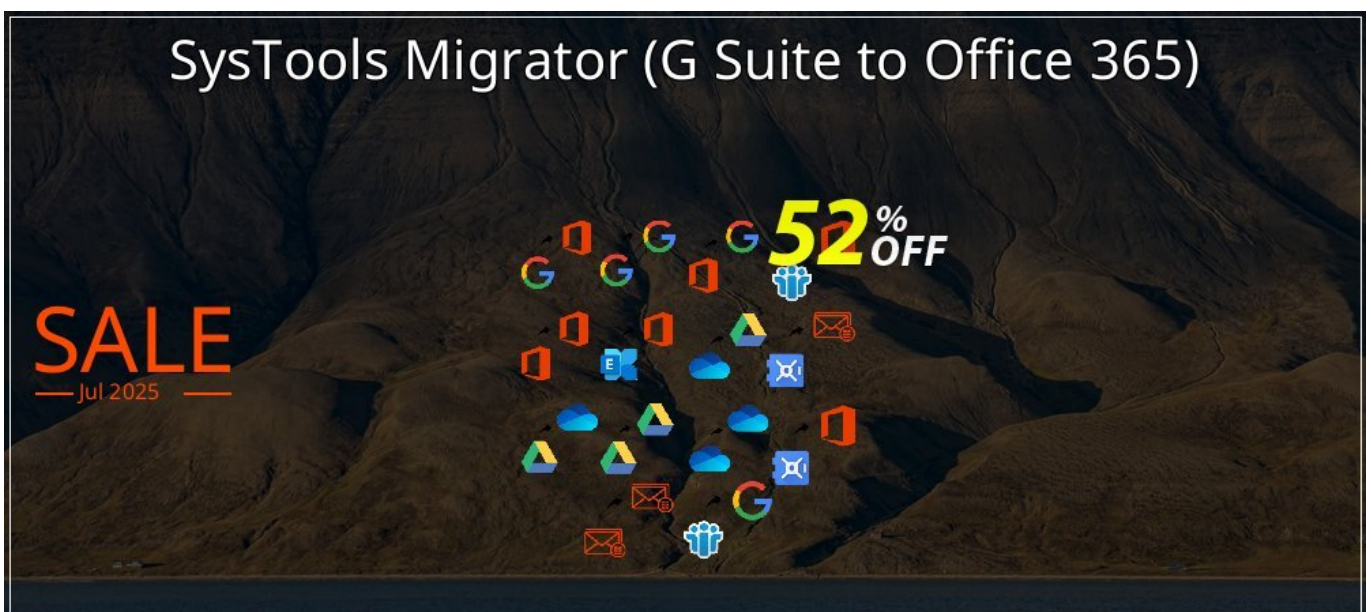 SysTools Migrator (G Suite to Office 365)
52% OFF
SALE
Jul 2025
E